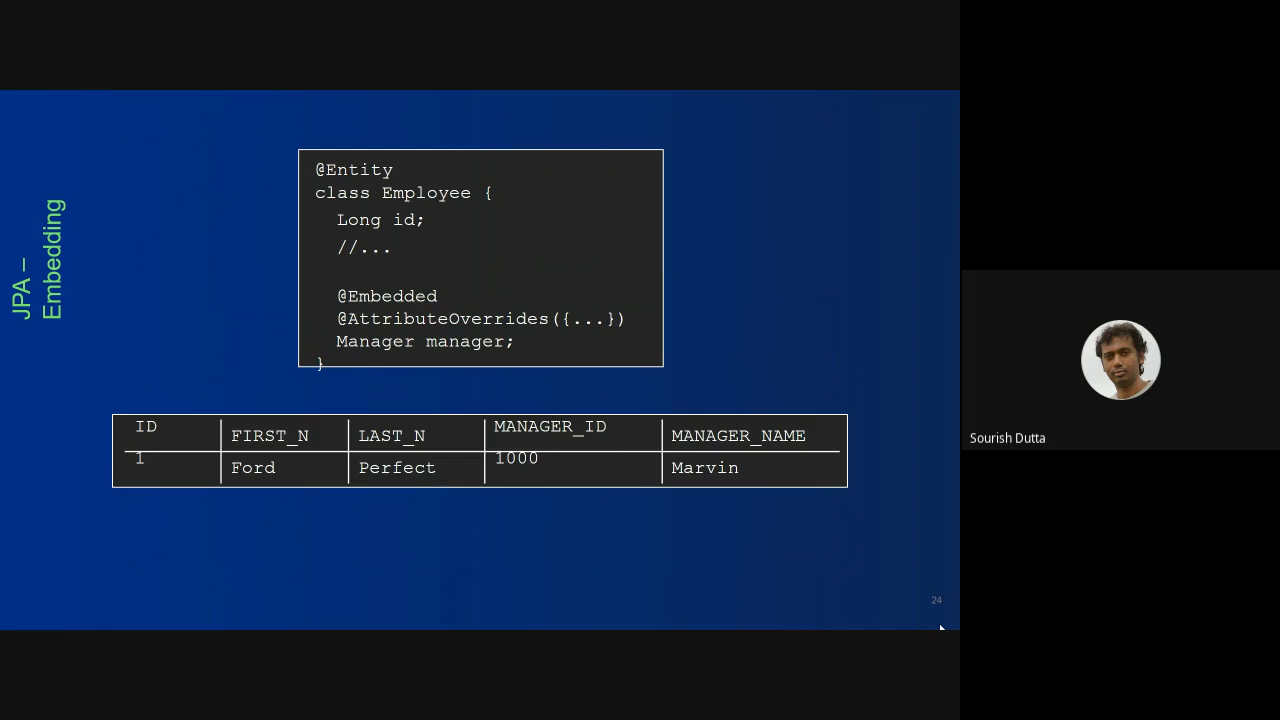 JPA –
Embedding
@Entity
class Employee {
Long id;
//...
@Embedded
@AttributeOverrides({...})
Manager manager;
}
ID FIRST_N LAST_N MANAGER_ID MANAGER_NAME
1 Ford Perfect 1000 Marvin
24
Sourish Dutta